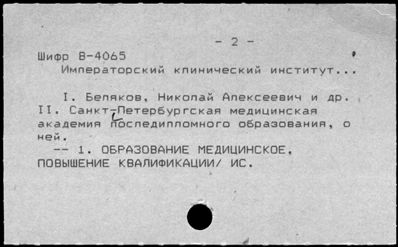 - 2 -
Шифр В-4065
Императорский клинический институт...
I. Беляков, Николай Алексеевич и др.
II. Санкт-Петербургская медицинская
академия последипломного образования, о
ней.
-- 1. ОБРАЗОВАНИЕ МЕДИЦИНСКОЕ,
ПОВЫШЕНИЕ КВАЛИФИКАЦИИ/ ИС.